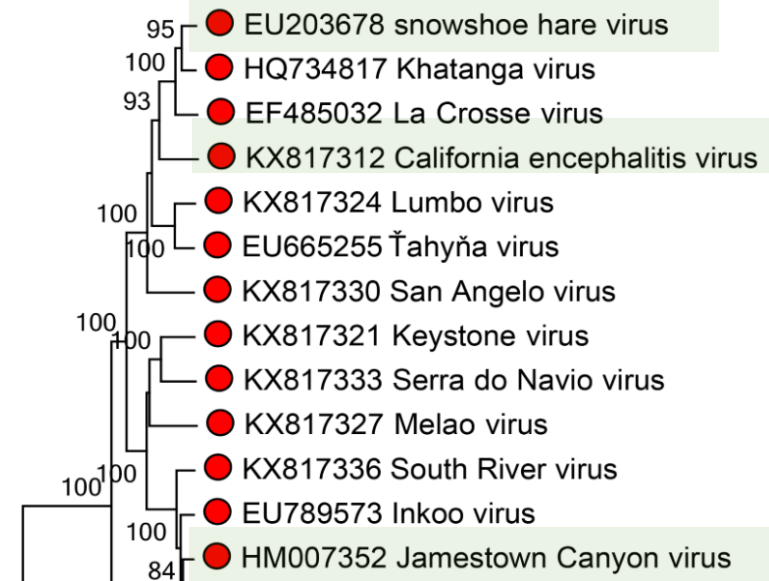 95
EU203678 snowshoe hare virus
100
HQ734817 Khatanga virus
93
EF485032 La Crosse virus
KX817312 California encephalitis virus
KX817324 Lumbo virus
100
100
EU665255 Ťahyňa virus
KX817330 San Angelo virus
100
100
KX817321 Keystone virus
KX817333 Serra do Navio virus
KX817327 Melao virus
100
KX817336 South River virus
100
EU789573 Inkoo virus
100
HM007352 Jamestown Canyon virus
84